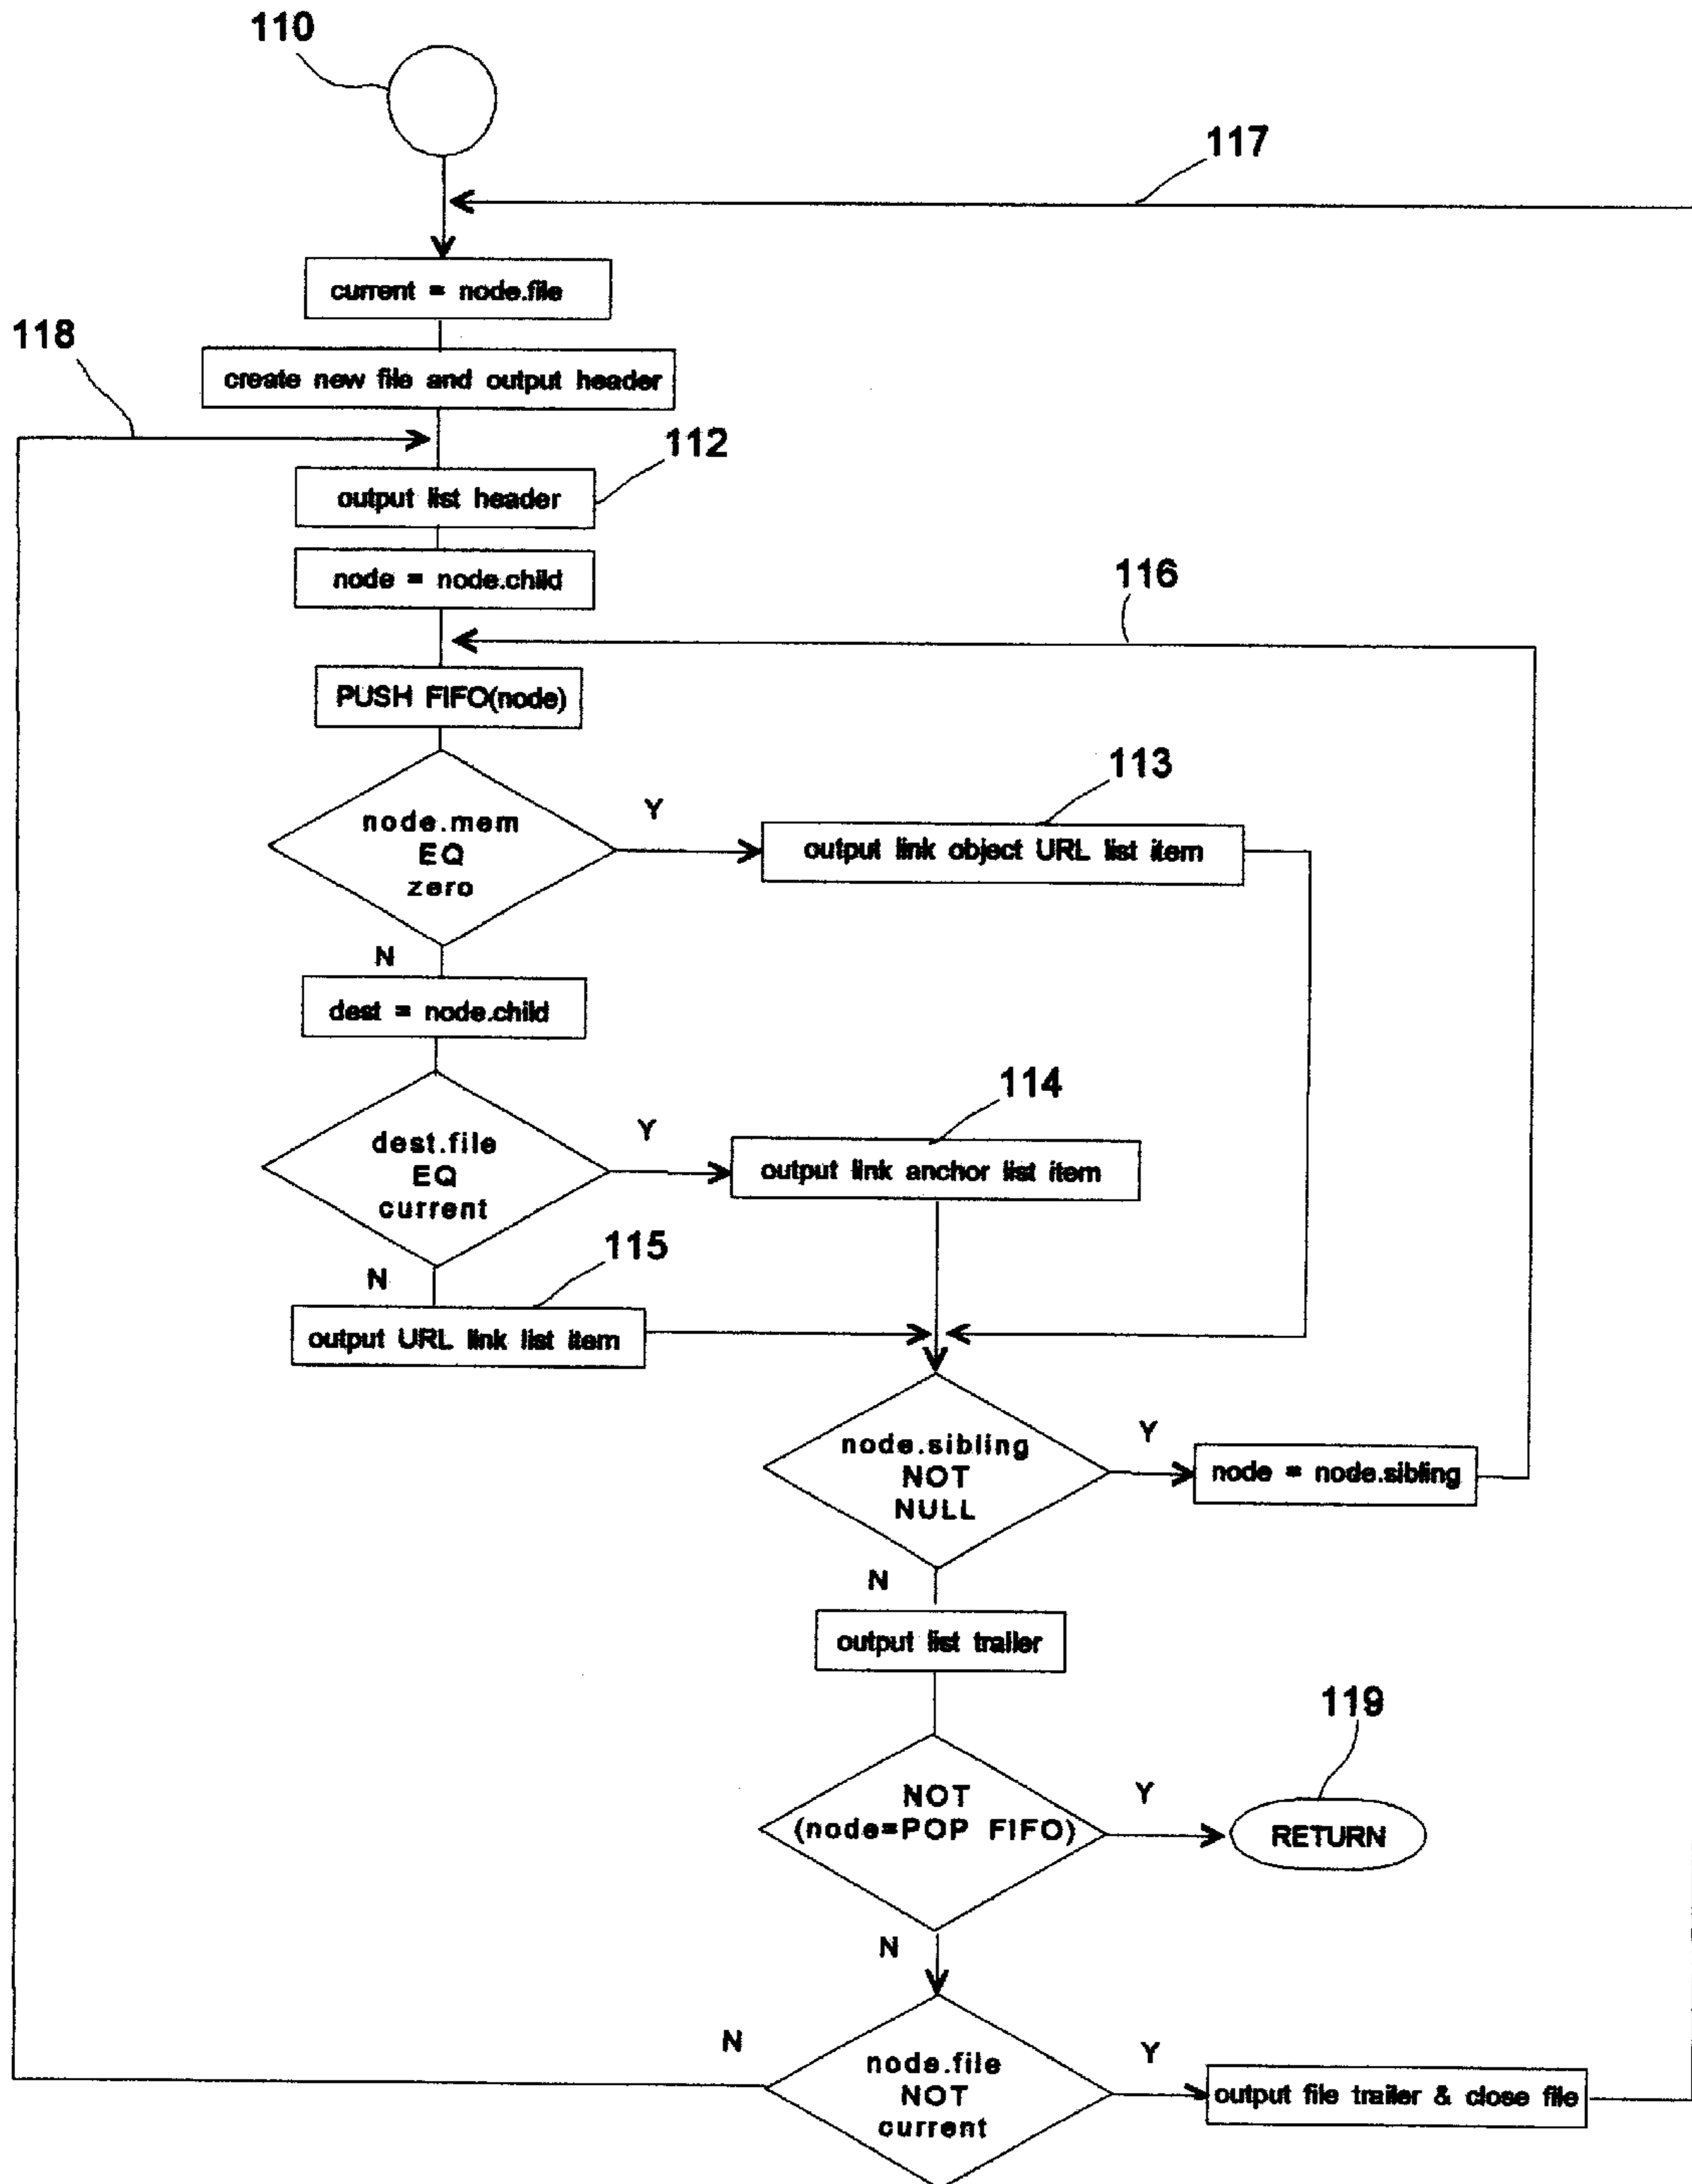 110
117
current = node.file
118
create new file and output header
112
output list header
node = node.child
116
PUSH FIFO(node)
113
node.mem
EQ
zero
Y
output link object URL list item
N
dest = node.child
114
dest.file
EQ
current
Y
output link anchor list item
115
N
output URL link list item
node.sibling
NOT
NULL
Y
node = node.sibling
N
output list trailer
119
NOT
(node=POP FIFO)
Y
RETURN
N
N
node.file
NOT
current
Y
output file trailer & close file